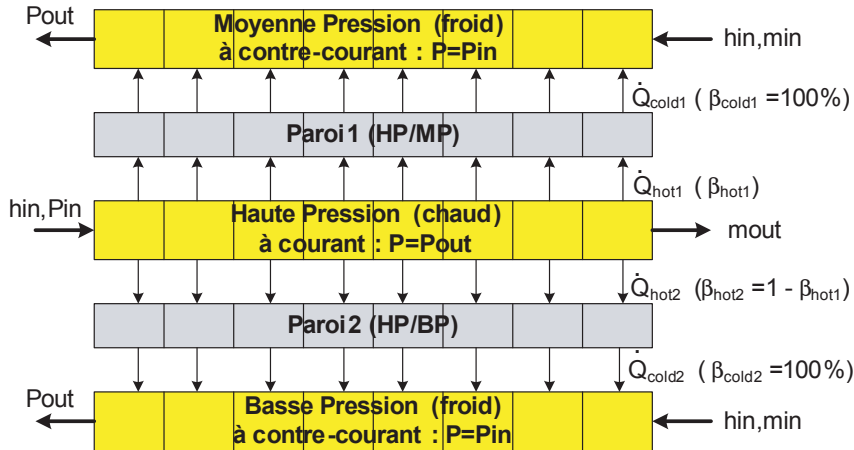 Pout
Moyenne Pression (froid)
à contre-courant : P=Pin
hin,min
Q̇cold1 ( βcold1 =100%)
Paroi 1 (HP/MP)
Q̇hot1 (βhot1)
hin,Pin
Haute Pression (chaud)
à courant : P=Pout
mout
Q̇hot2 (βhot2 =1 - βhot1)
Paroi 2 (HP/BP)
Q̇cold2 ( βcold2 =100%)
Pout
Basse Pression (froid)
à contre-courant : P=Pin
hin,min